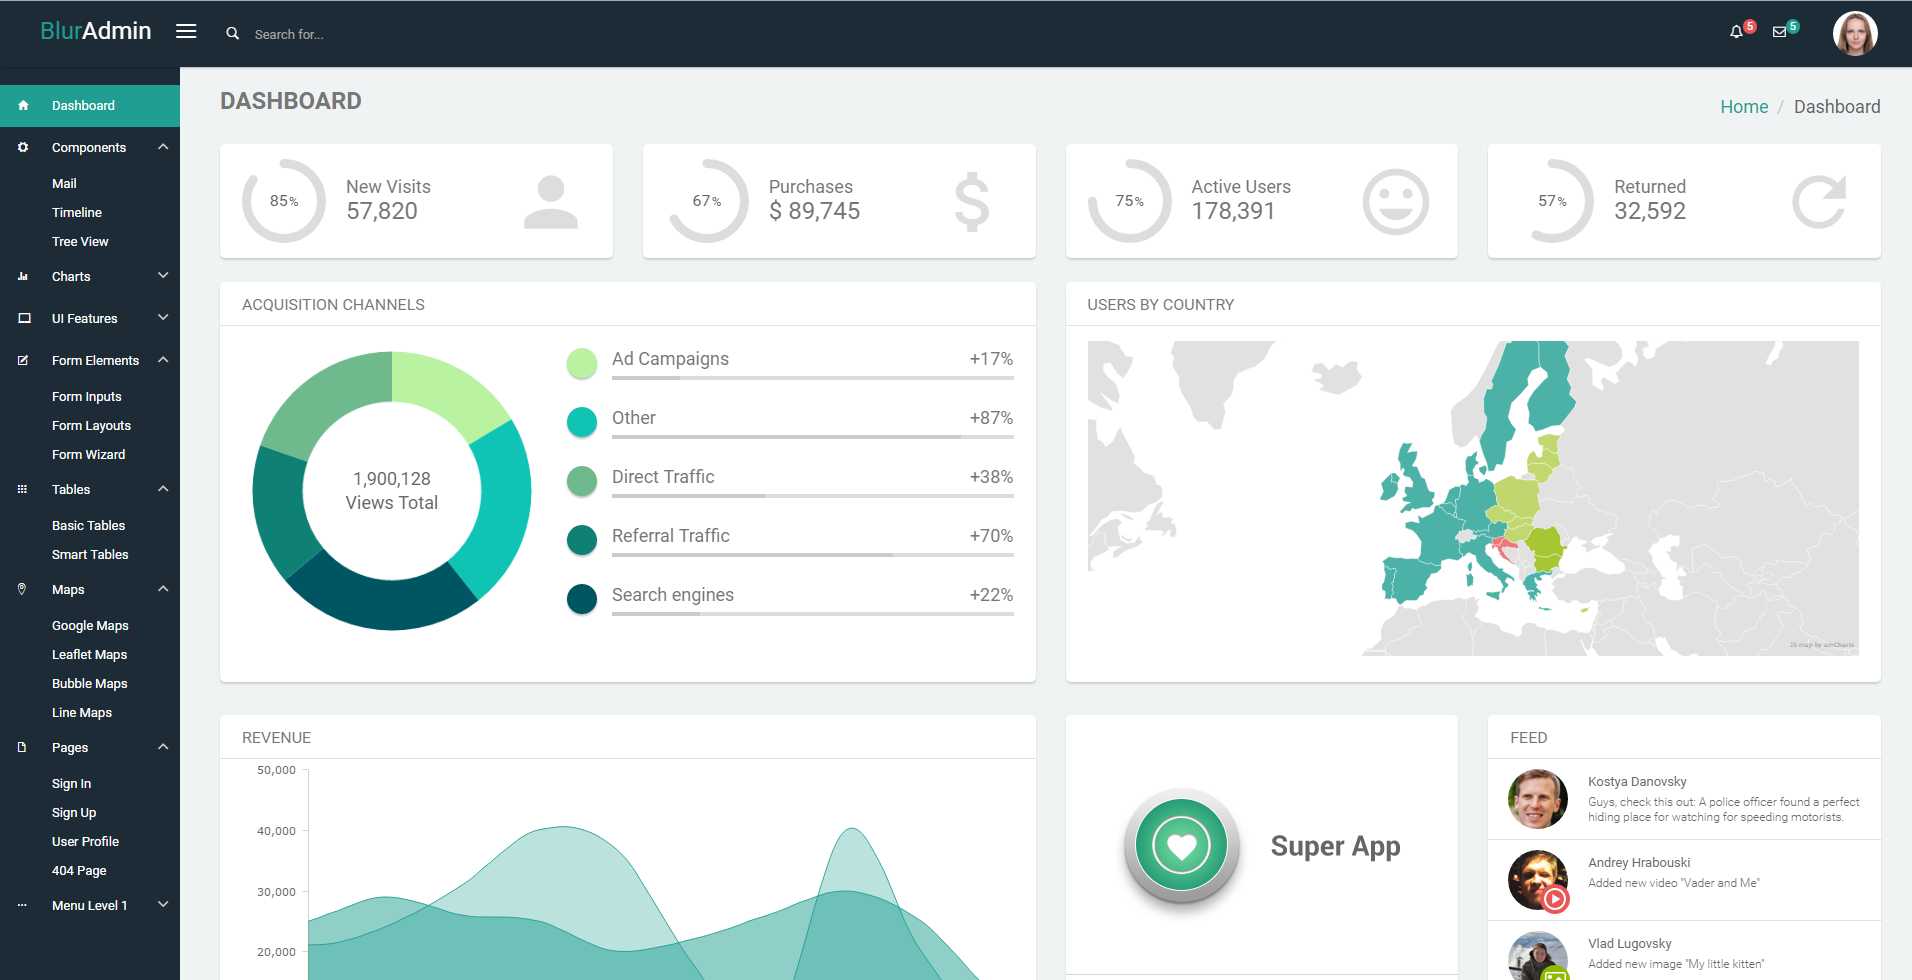 BlurAdmin
Search for...
5
5
Dashboard
Components
Mail
Timeline
Tree View
Charts
UI Features
Form Elements
Form Inputs
Form Layouts
Form Wizard
Tables
Basic Tables
Smart Tables
Maps
Google Maps
Leaflet Maps
Bubble Maps
Line Maps
Pages
Sign In
Sign Up
User Profile
404 Page
Menu Level 1
DASHBOARD
Home / Dashboard
85%
New Visits
57,820
67%
Purchases
$ 89,745
75%
Active Users
178,391
57%
Returned
32,592
ACQUISITION CHANNELS
1,900,128
Views Total
Ad Campaigns +17%
Other +87%
Direct Traffic +38%
Referral Traffic +70%
Search engines +22%
USERS BY COUNTRY
JS map by amCharts
REVENUE
50,000
40,000
30,000
20,000
Super App
FEED
Kostya Danovsky
Guys, check this out: A police officer found a perfect
hiding place for watching for speeding motorists.
Andrey Hrabouski
Added new video "Vader and Me"
Vlad Lugovsky
Added new image "My little kitten"